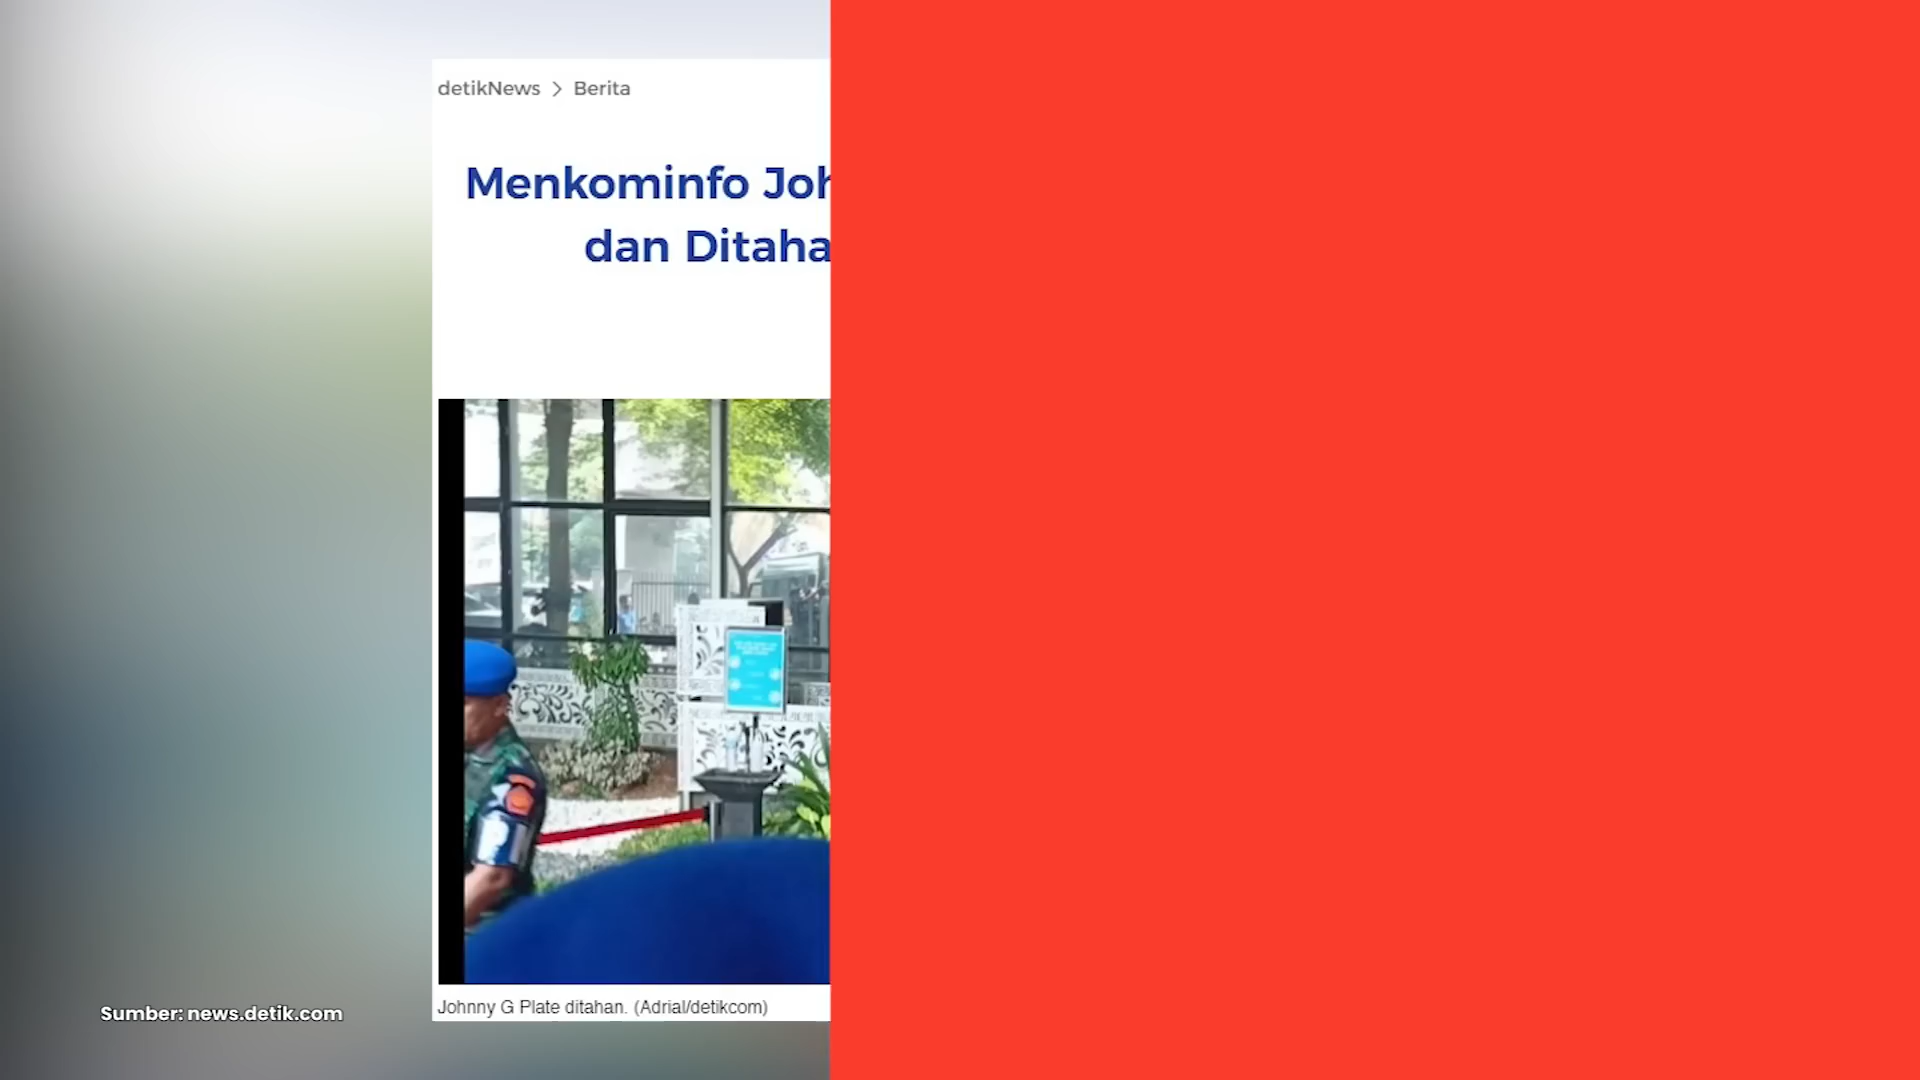 detikNews > Berita
Menkominfo Joh
dan Ditaha
Johnny G Plate ditahan. (Adrial/detikcom)
Sumber: news.detik.com